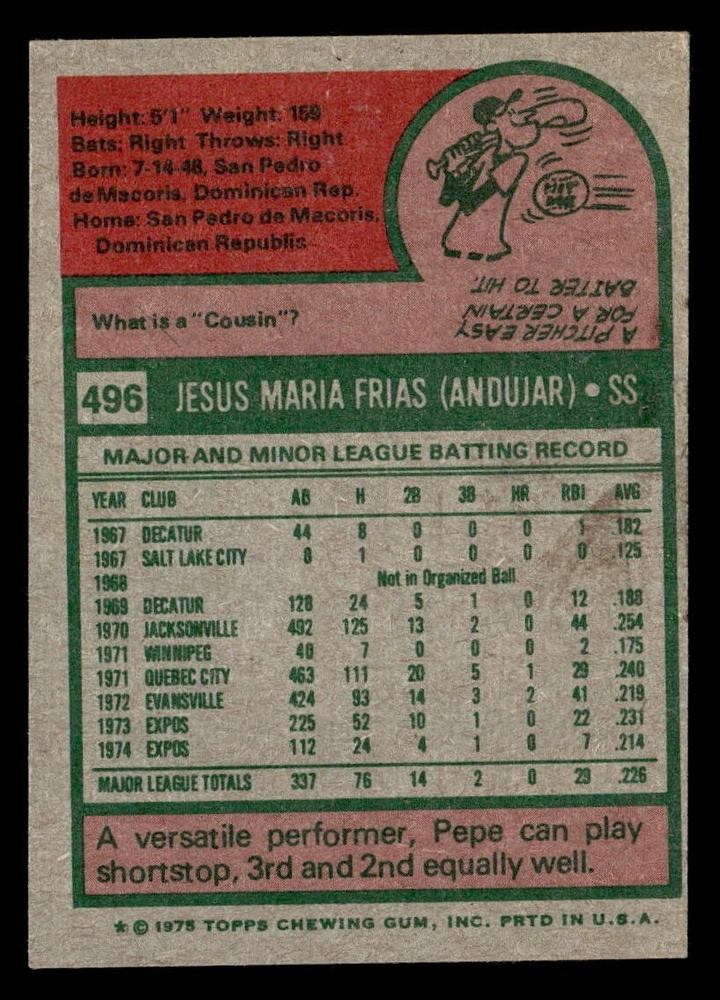 Height: 5'1" Weight: 159
Bats: Right Throws: Right
Born: 7-14-48, San Pedro
de Macoris, Dominican Rep.
Home: San Pedro de Macoris,
Dominican Republis
HIT ME
What is a "Cousin"?
A PITCHER EASY
FOR A CERTAIN
BATTER TO HIT.
496 JESUS MARIA FRIAS (ANDUJAR) • SS
MAJOR AND MINOR LEAGUE BATTING RECORD
YEAR CLUB AB H 2B 3B HR RBI AVG
1967 DECATUR 44 8 0 0 0 1 .182
1967 SALT LAKE CITY 8 1 0 0 0 0 .125
1968 Not in Organized Ball
1969 DECATUR 128 24 5 1 0 12 .188
1970 JACKSONVILLE 492 125 13 2 0 44 .254
1971 WINNIPEG 40 7 0 0 0 2 .175
1971 QUEBEC CITY 463 111 20 5 1 29 .240
1972 EVANSVILLE 424 93 14 3 2 41 .219
1973 EXPOS 225 52 10 1 0 22 .231
1974 EXPOS 112 24 4 1 0 7 .214
MAJOR LEAGUE TOTALS 337 76 14 2 0 29 .226
A versatile performer, Pepe can play
shortstop, 3rd and 2nd equally well.
* © 1975 TOPPS CHEWING GUM, INC. PRTD IN U.S.A.